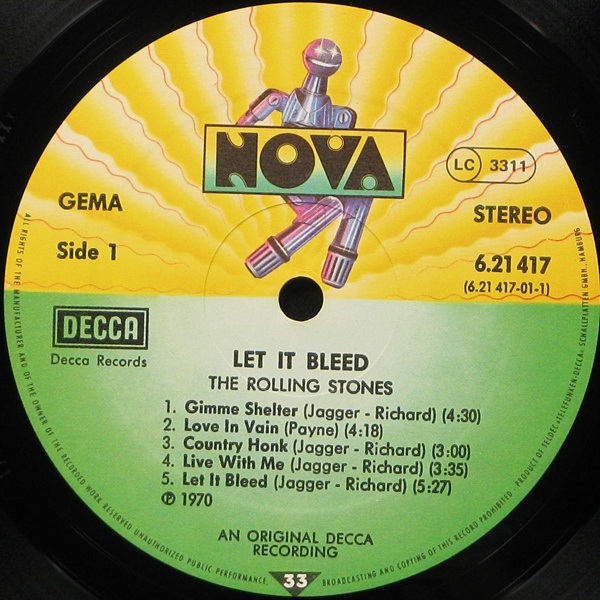 NOVA
LC 3311
GEMA
STEREO
Side 1
6.21 417
(6.21 417-01-1)
DECCA
Decca Records
LET IT BLEED
THE ROLLING STONES
1. Gimme Shelter (Jagger - Richard) (4:30)
2. Love In Vain (Payne) (4:18)
3. Country Honk (Jagger - Richard) (3:00)
4. Live With Me (Jagger - Richard) (3:35)
5. Let It Bleed (Jagger - Richard) (5:27)
℗ 1970
AN ORIGINAL DECCA
RECORDING
33
ALL RIGHTS OF THE MANUFACTURER AND OF THE OWNER OF THE RECORDED WORK RESERVED UNAUTHORIZED PUBLIC PERFORMANCE, BROADCASTING AND COPYING OF THIS RECORD PROHIBITED · PRODUCT OF TELDEC »TELEFUNKEN-DECCA« SCHALLPLATTEN GMBH., HAMBURG